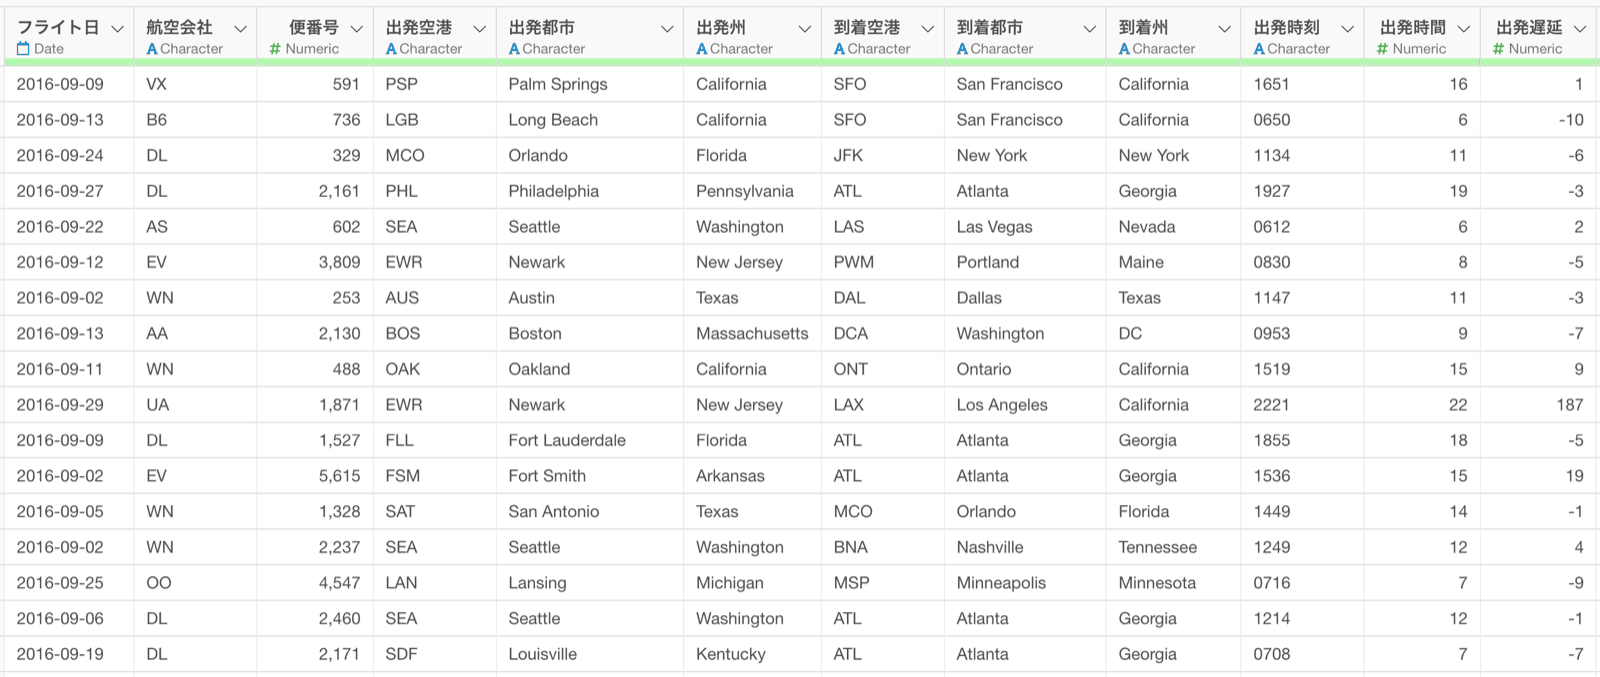 フライト日 航空会社 便番号 出発空港 出発都市 出発州 到着空港 到着都市 到着州 出発時刻 出発時間 出発遅延
Date Character Numeric Character Character Character Character Character Character Character Numeric Numeric
2016-09-09 VX 591 PSP Palm Springs California SFO San Francisco California 1651 16 1
2016-09-13 B6 736 LGB Long Beach California SFO San Francisco California 0650 6 -10
2016-09-24 DL 329 MCO Orlando Florida JFK New York New York 1134 11 -6
2016-09-27 DL 2,161 PHL Philadelphia Pennsylvania ATL Atlanta Georgia 1927 19 -3
2016-09-22 AS 602 SEA Seattle Washington LAS Las Vegas Nevada 0612 6 2
2016-09-12 EV 3,809 EWR Newark New Jersey PWM Portland Maine 0830 8 -5
2016-09-02 WN 253 AUS Austin Texas DAL Dallas Texas 1147 11 -3
2016-09-13 AA 2,130 BOS Boston Massachusetts DCA Washington DC 0953 9 -7
2016-09-11 WN 488 OAK Oakland California ONT Ontario California 1519 15 9
2016-09-29 UA 1,871 EWR Newark New Jersey LAX Los Angeles California 2221 22 187
2016-09-09 DL 1,527 FLL Fort Lauderdale Florida ATL Atlanta Georgia 1855 18 -5
2016-09-02 EV 5,615 FSM Fort Smith Arkansas ATL Atlanta Georgia 1536 15 19
2016-09-05 WN 1,328 SAT San Antonio Texas MCO Orlando Florida 1449 14 -1
2016-09-02 WN 2,237 SEA Seattle Washington BNA Nashville Tennessee 1249 12 4
2016-09-25 OO 4,547 LAN Lansing Michigan MSP Minneapolis Minnesota 0716 7 -9
2016-09-06 DL 2,460 SEA Seattle Washington ATL Atlanta Georgia 1214 12 -1
2016-09-19 DL 2,171 SDF Louisville Kentucky ATL Atlanta Georgia 0708 7 -7